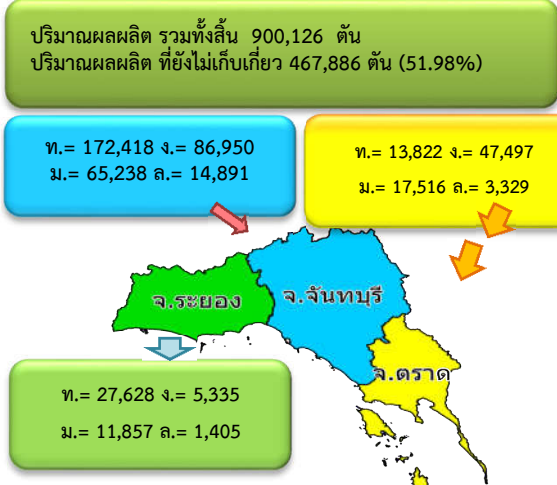 ปริมาณผลผลิต รวมทั้งสิ้น 900,126 ตัน
ปริมาณผลผลิต ที่ยังไม่เก็บเกี่ยว 467,886 ตัน (51.98%)
ท.= 172,418 ง.= 86,950
ม.= 65,238 ล.= 14,891
ท.= 13,822 ง.= 47,497
ม.= 17,516 ล.= 3,329
จ.ระยอง
จ.จันทบุรี
จ.ตราด
ท.= 27,628 ง.= 5,335
ม.= 11,857 ล.= 1,405